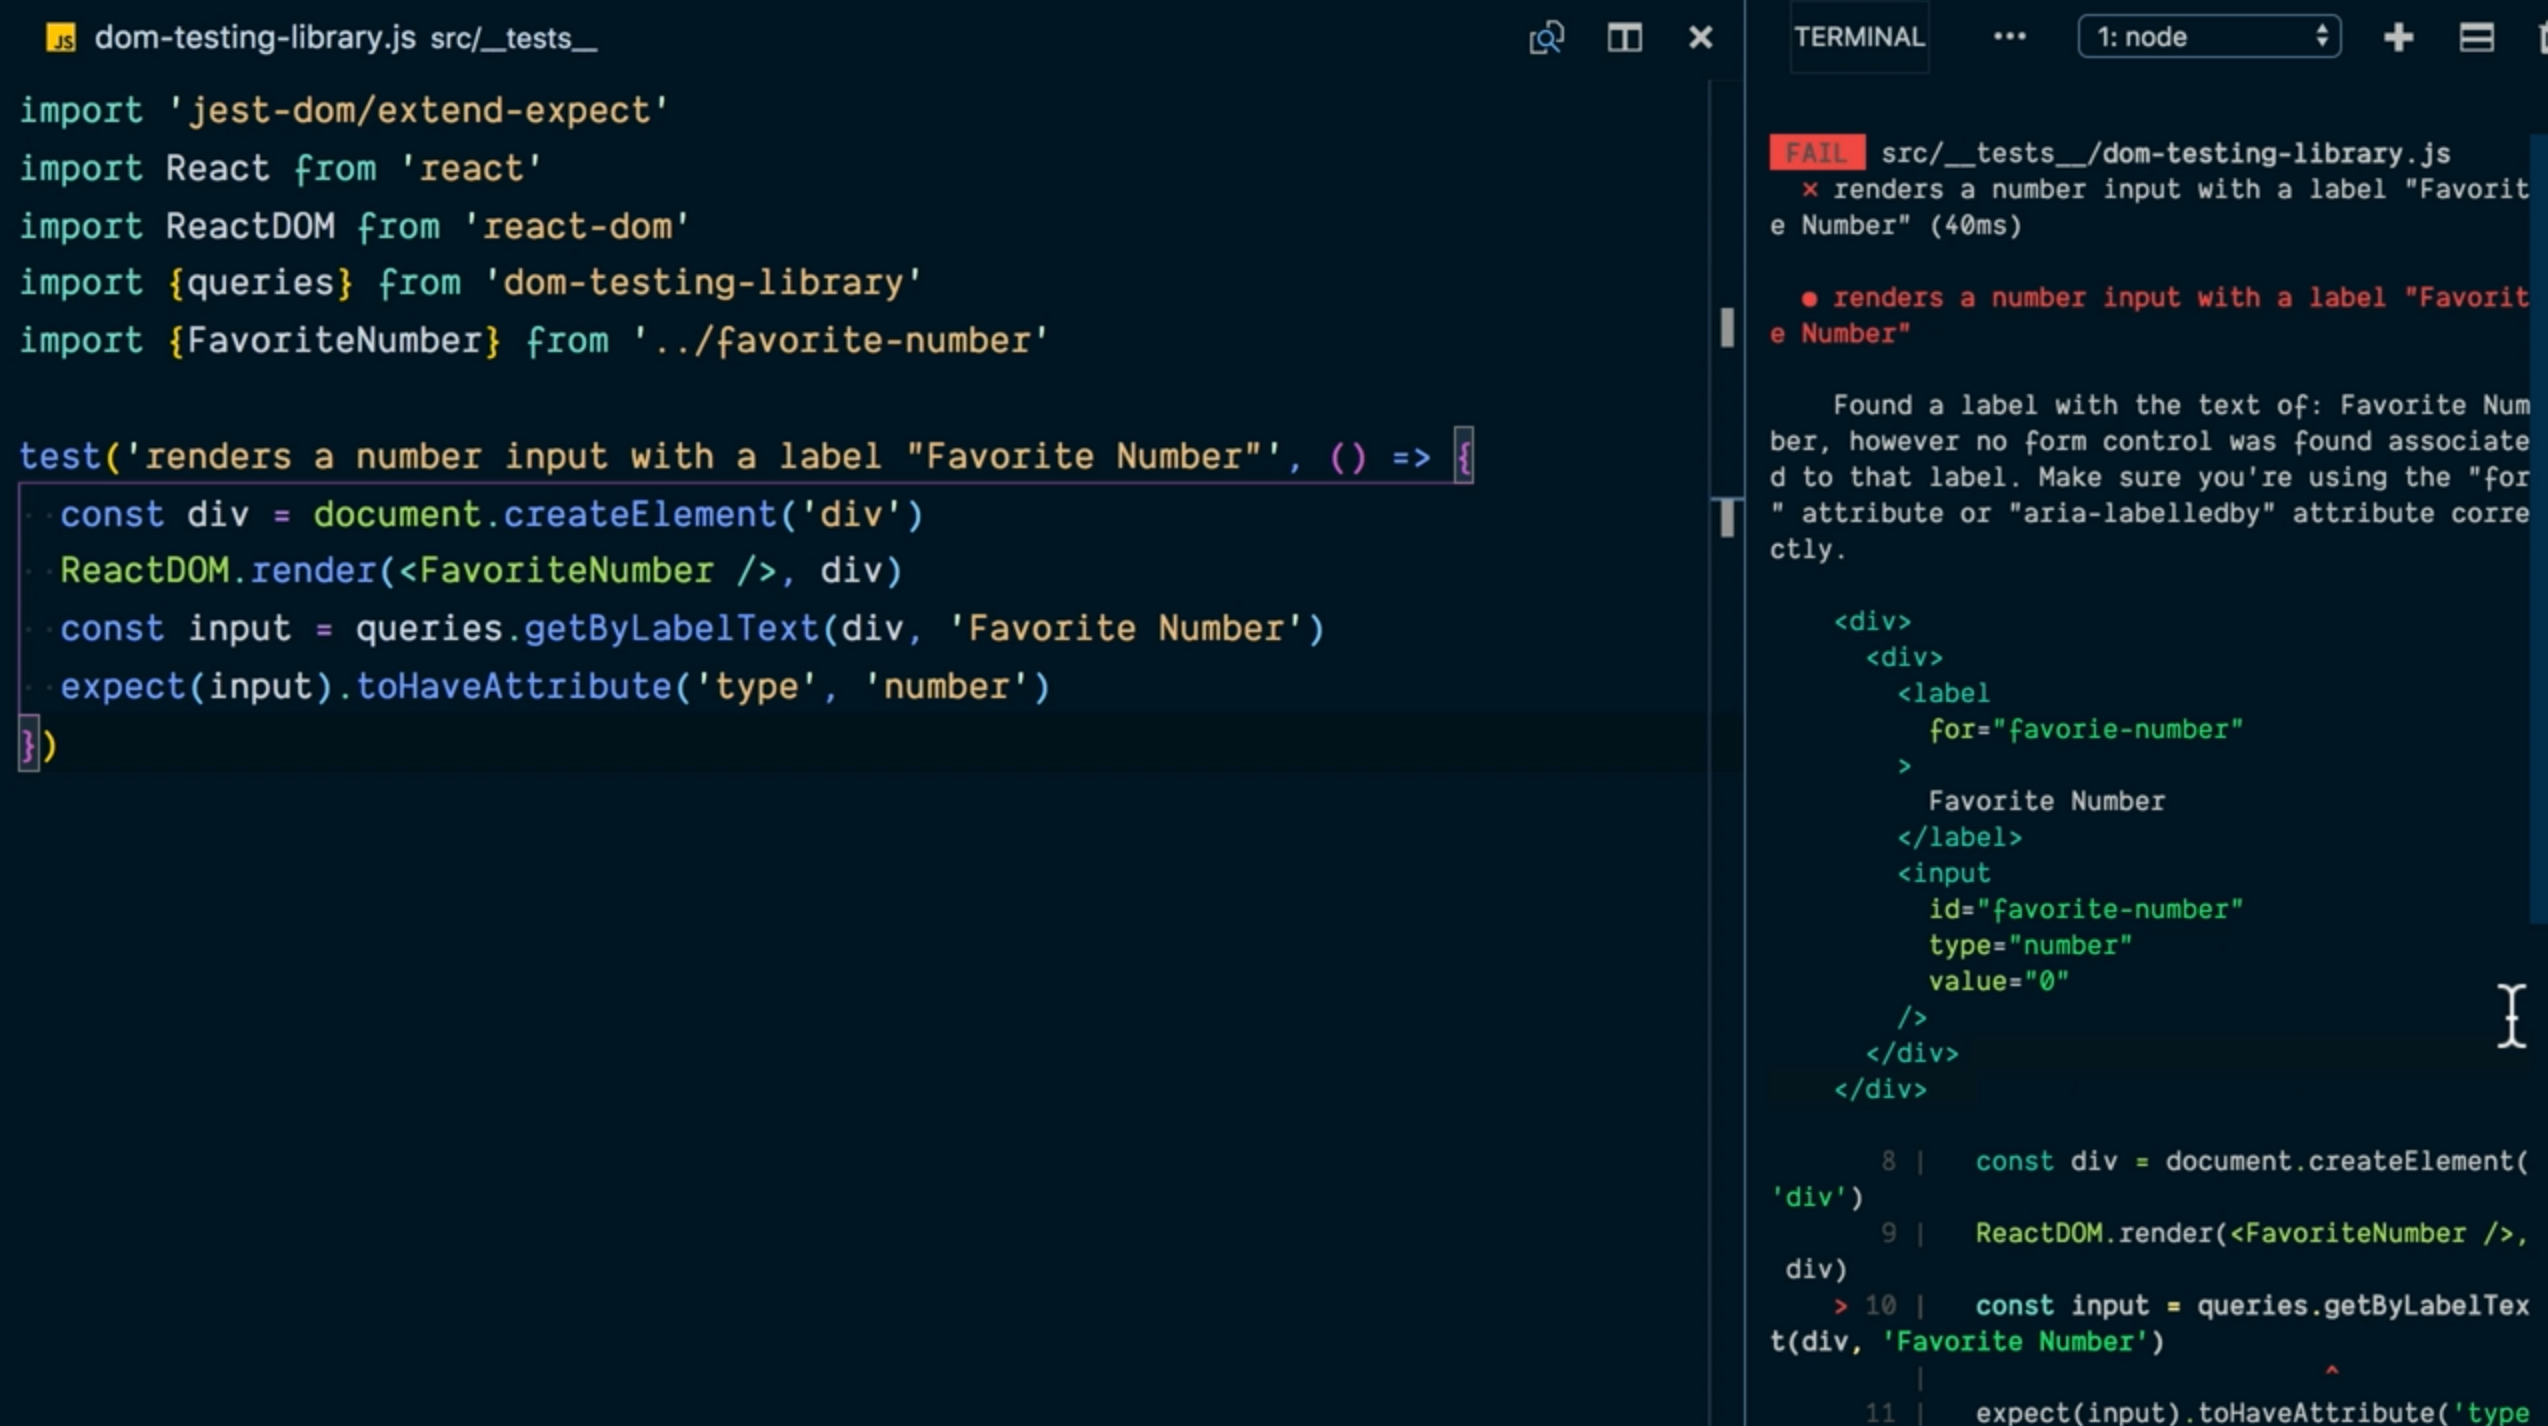 JS dom-testing-library.js src/__tests__
import 'jest-dom/extend-expect'
import React from 'react'
import ReactDOM from 'react-dom'
import {queries} from 'dom-testing-library'
import {FavoriteNumber} from '../favorite-number'
test('renders a number input with a label "Favorite Number"', () => {
const div = document.createElement('div')
ReactDOM.render(<FavoriteNumber />, div)
const input = queries.getByLabelText(div, 'Favorite Number')
expect(input).toHaveAttribute('type', 'number')
})
TERMINAL ... 1: node
FAIL src/__tests__/dom-testing-library.js
× renders a number input with a label "Favorit
e Number" (40ms)
● renders a number input with a label "Favorit
e Number"
Found a label with the text of: Favorite Num
ber, however no form control was found associate
d to that label. Make sure you're using the "for
" attribute or "aria-labelledby" attribute corre
ctly.
<div>
<div>
<label
for="favorie-number"
>
Favorite Number
</label>
<input
id="favorite-number"
type="number"
value="0"
/>
</div>
</div>
8 | const div = document.createElement(
'div')
9 | ReactDOM.render(<FavoriteNumber />,
div)
> 10 | const input = queries.getByLabelTex
t(div, 'Favorite Number')
| ^
11 | expect(input).toHaveAttribute('type